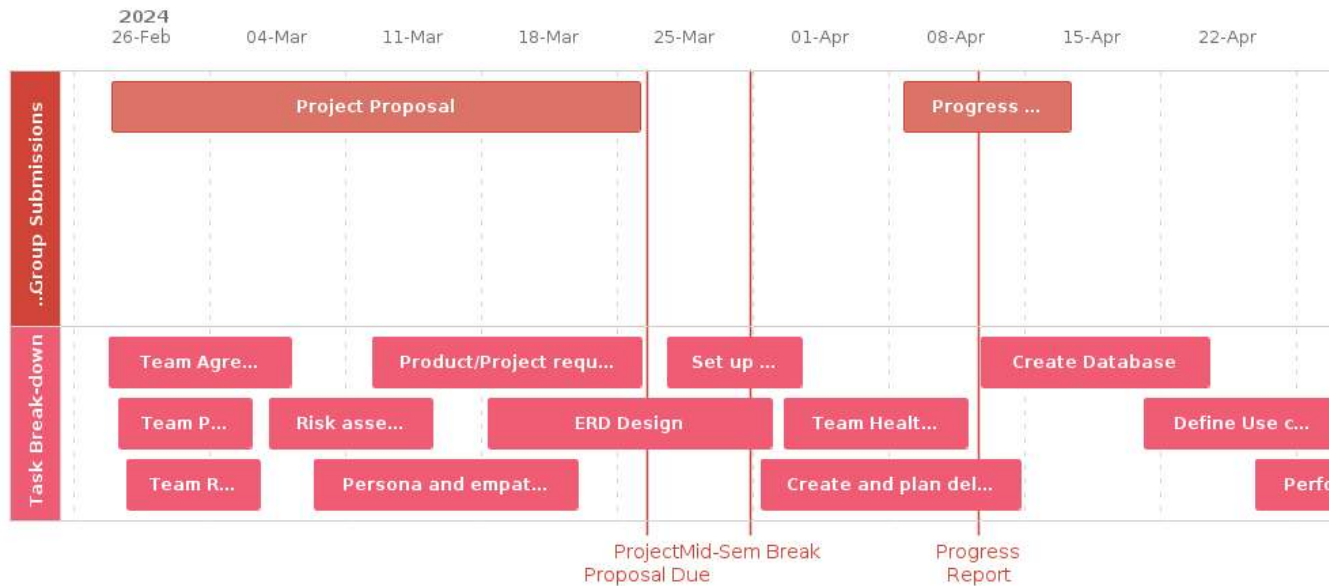 2024
26-Feb 04-Mar 11-Mar 18-Mar 25-Mar 01-Apr 08-Apr 15-Apr 22-Apr
...Group Submissions
Project Proposal
Progress ...
Task Break-down
Team Agre...
Product/Project requ...
Set up ...
Create Database
Team P...
Risk asse...
ERD Design
Team Healt...
Define Use c...
Team R...
Persona and empat...
Create and plan del...
Perfo
Project
Proposal Due
Mid-Sem Break
Progress
Report